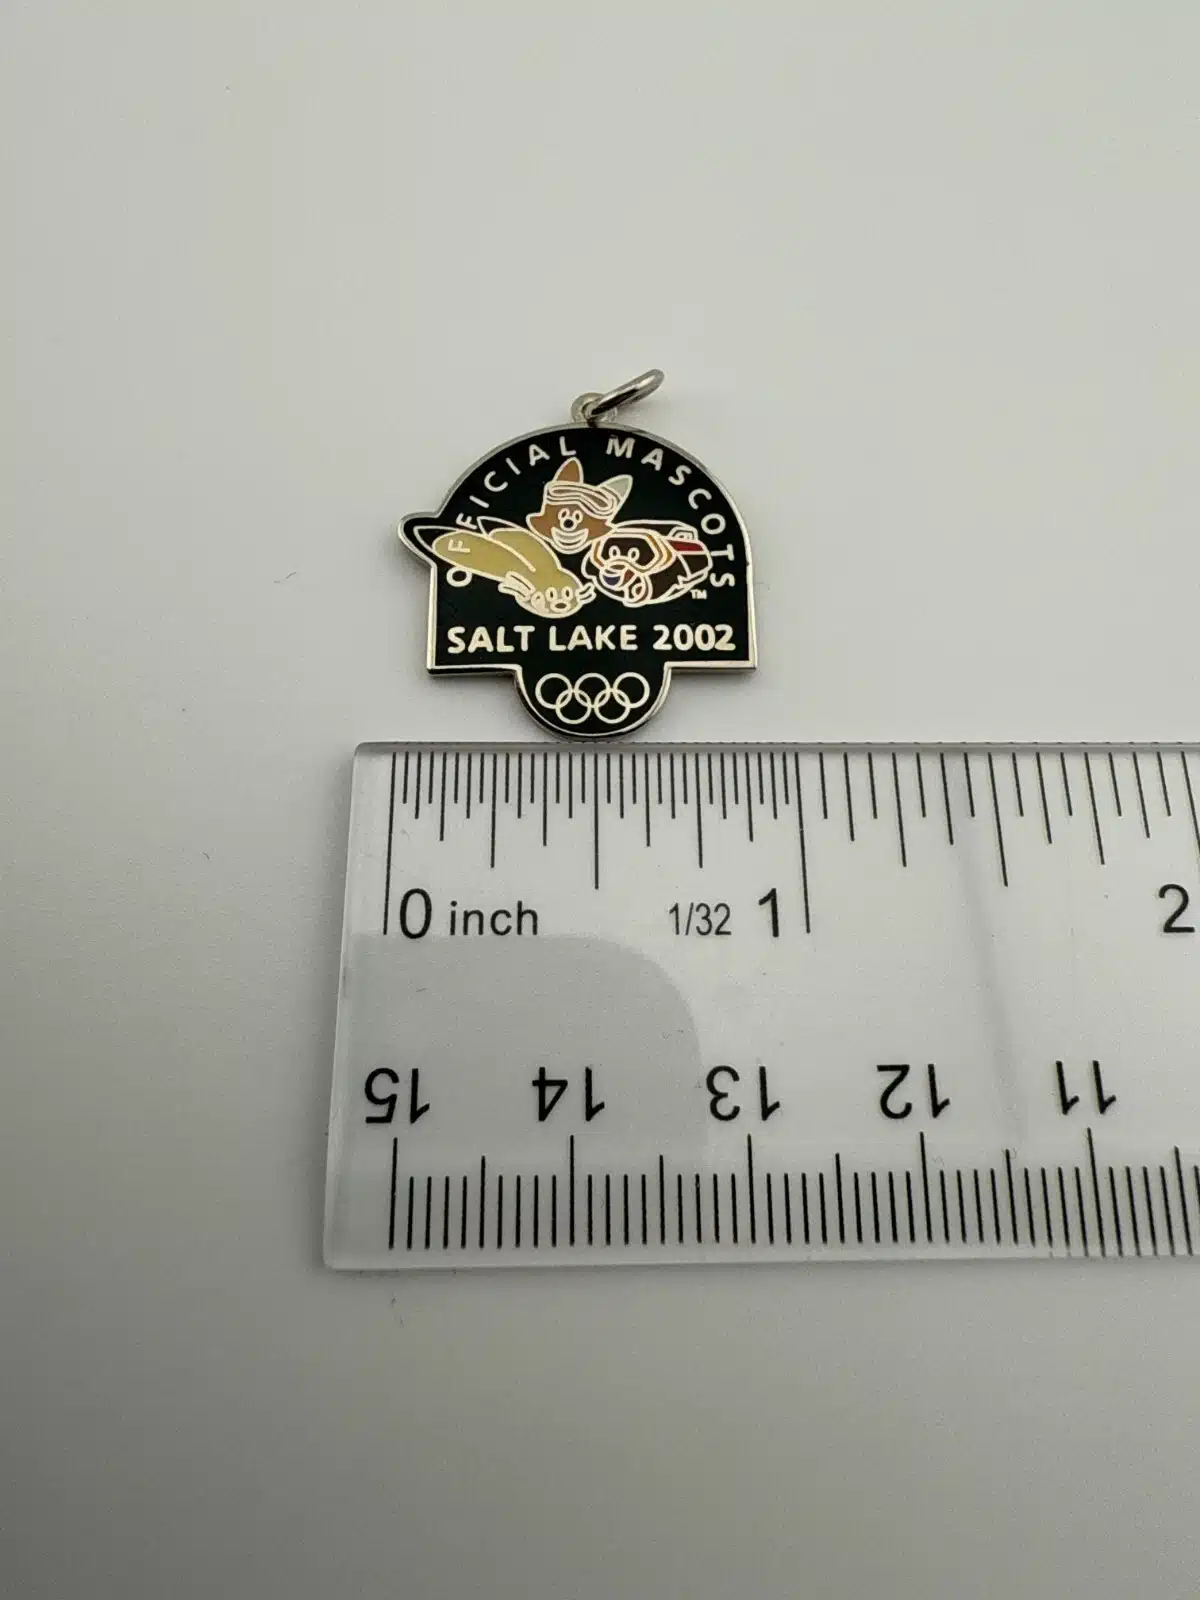 OFFICIAL MASCOTS
TM
SALT LAKE 2002
0 inch 1/32 1 2
15 14 13 12 11